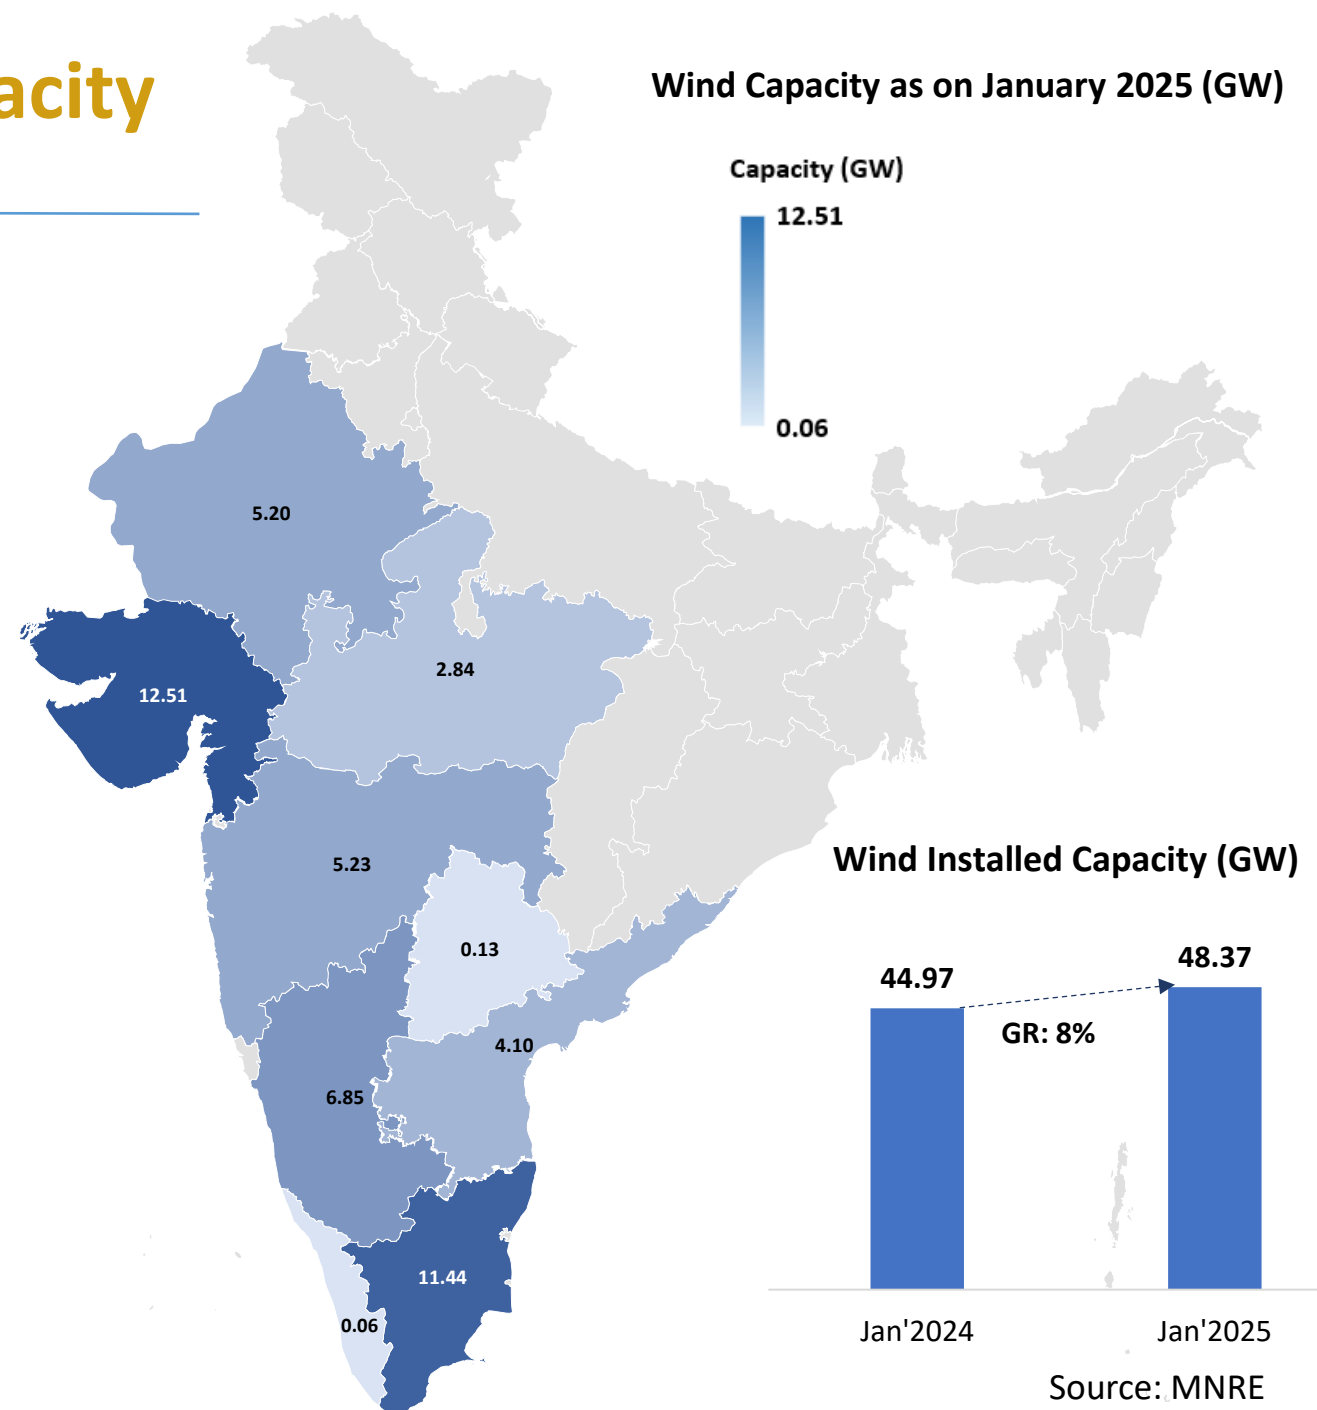 acity
Wind Capacity as on January 2025 (GW)
Capacity (GW)
12.51
0.06
5.20
2.84
12.51
5.23
0.13
4.10
6.85
11.44
0.06
Wind Installed Capacity (GW)
44.97
48.37
GR: 8%
Jan'2024
Jan'2025
Source: MNRE